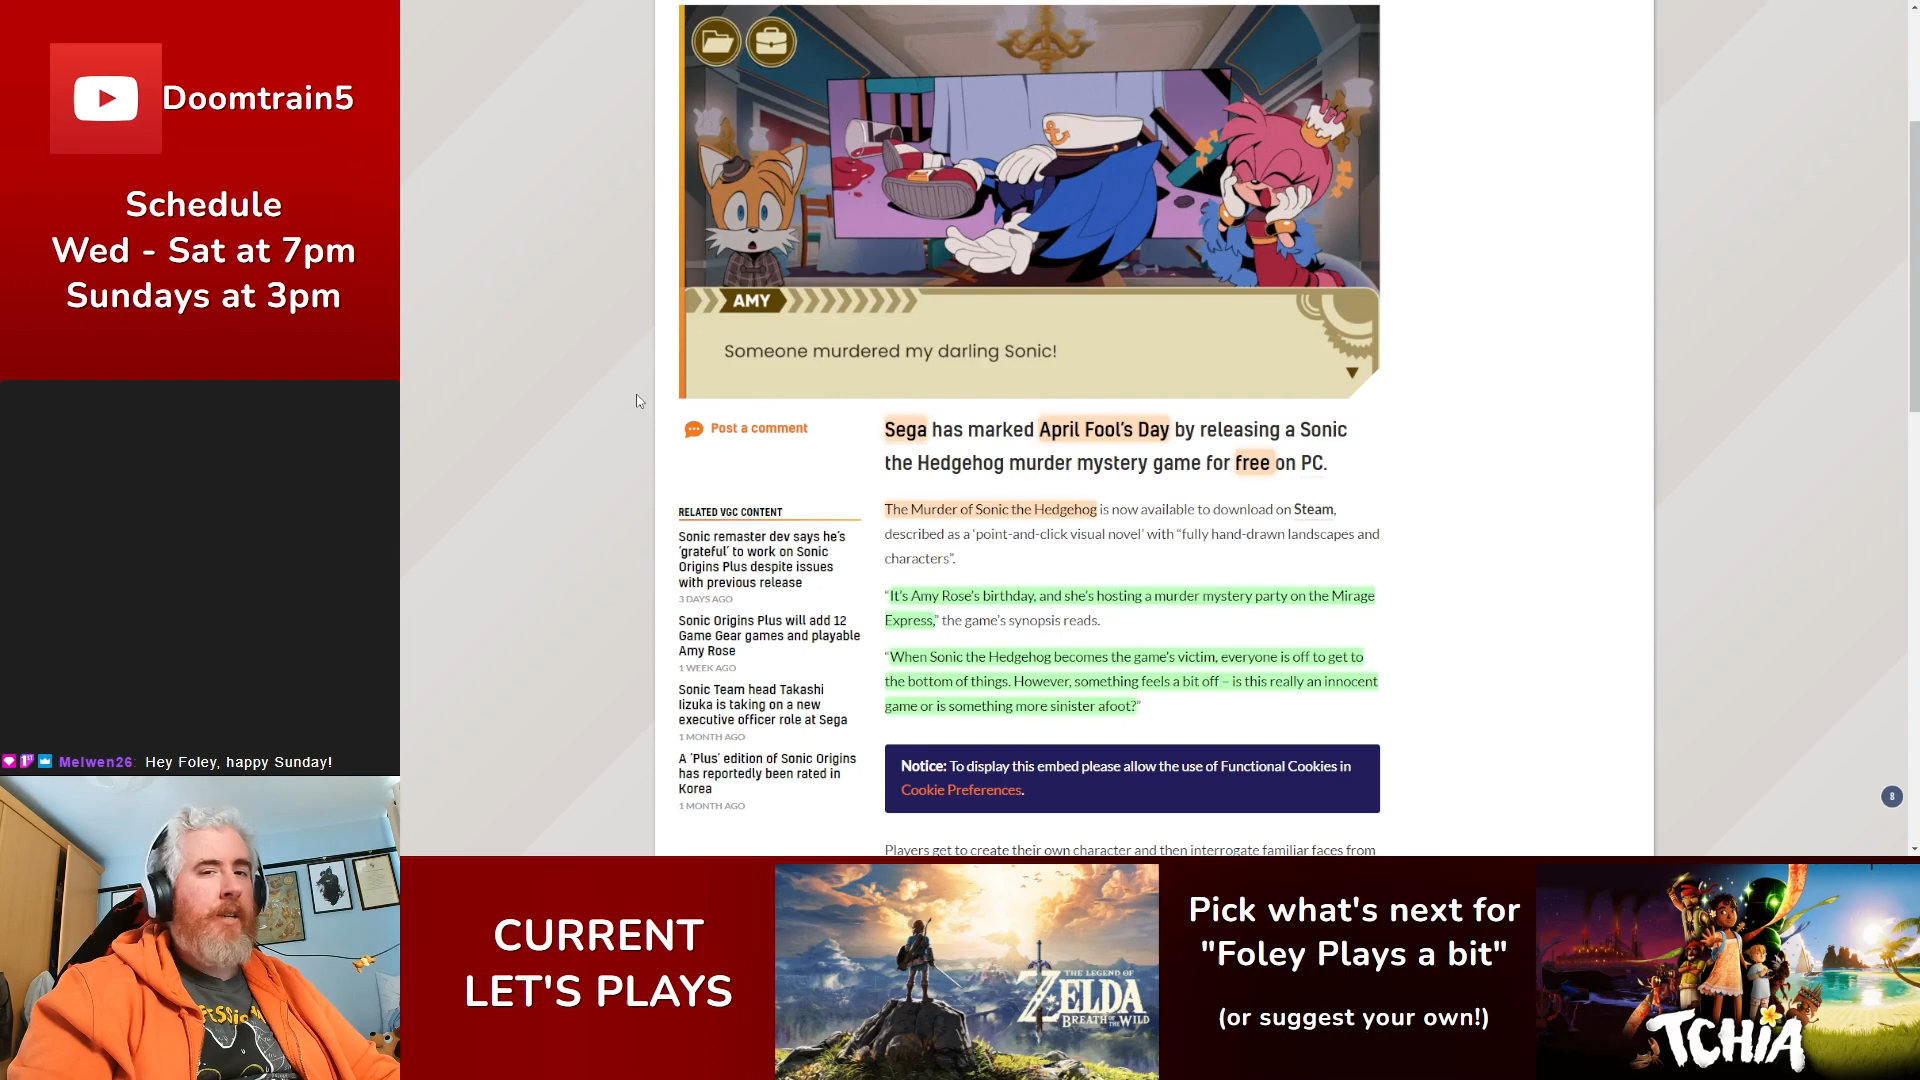 Doomtrain5
Schedule
Wed - Sat at 7pm
Sundays at 3pm
Melwen26: Hey Foley, happy Sunday!
AMY
Someone murdered my darling Sonic!
Post a comment
RELATED VGC CONTENT
Sonic remaster dev says he's
'grateful' to work on Sonic
Origins Plus despite issues
with previous release
3 DAYS AGO
Sonic Origins Plus will add 12
Game Gear games and playable
Amy Rose
1 WEEK AGO
Sonic Team head Takashi
Iizuka is taking on a new
executive officer role at Sega
1 MONTH AGO
A 'Plus' edition of Sonic Origins
has reportedly been rated in
Korea
1 MONTH AGO
Sega has marked April Fool's Day by releasing a Sonic
the Hedgehog murder mystery game for free on PC.
The Murder of Sonic the Hedgehog is now available to download on Steam,
described as a 'point-and-click visual novel' with "fully hand-drawn landscapes and
characters".
"It's Amy Rose's birthday, and she's hosting a murder mystery party on the Mirage
Express," the game's synopsis reads.
"When Sonic the Hedgehog becomes the game's victim, everyone is off to get to
the bottom of things. However, something feels a bit off – is this really an innocent
game or is something more sinister afoot?"
Notice: To display this embed please allow the use of Functional Cookies in
Cookie Preferences.
Players get to create their own character and then interrogate familiar faces from
8
CURRENT
LET'S PLAYS
THE LEGEND OF
ZELDA
BREATH OF THE WILD
Pick what's next for
"Foley Plays a bit"
(or suggest your own!)
TCHIA